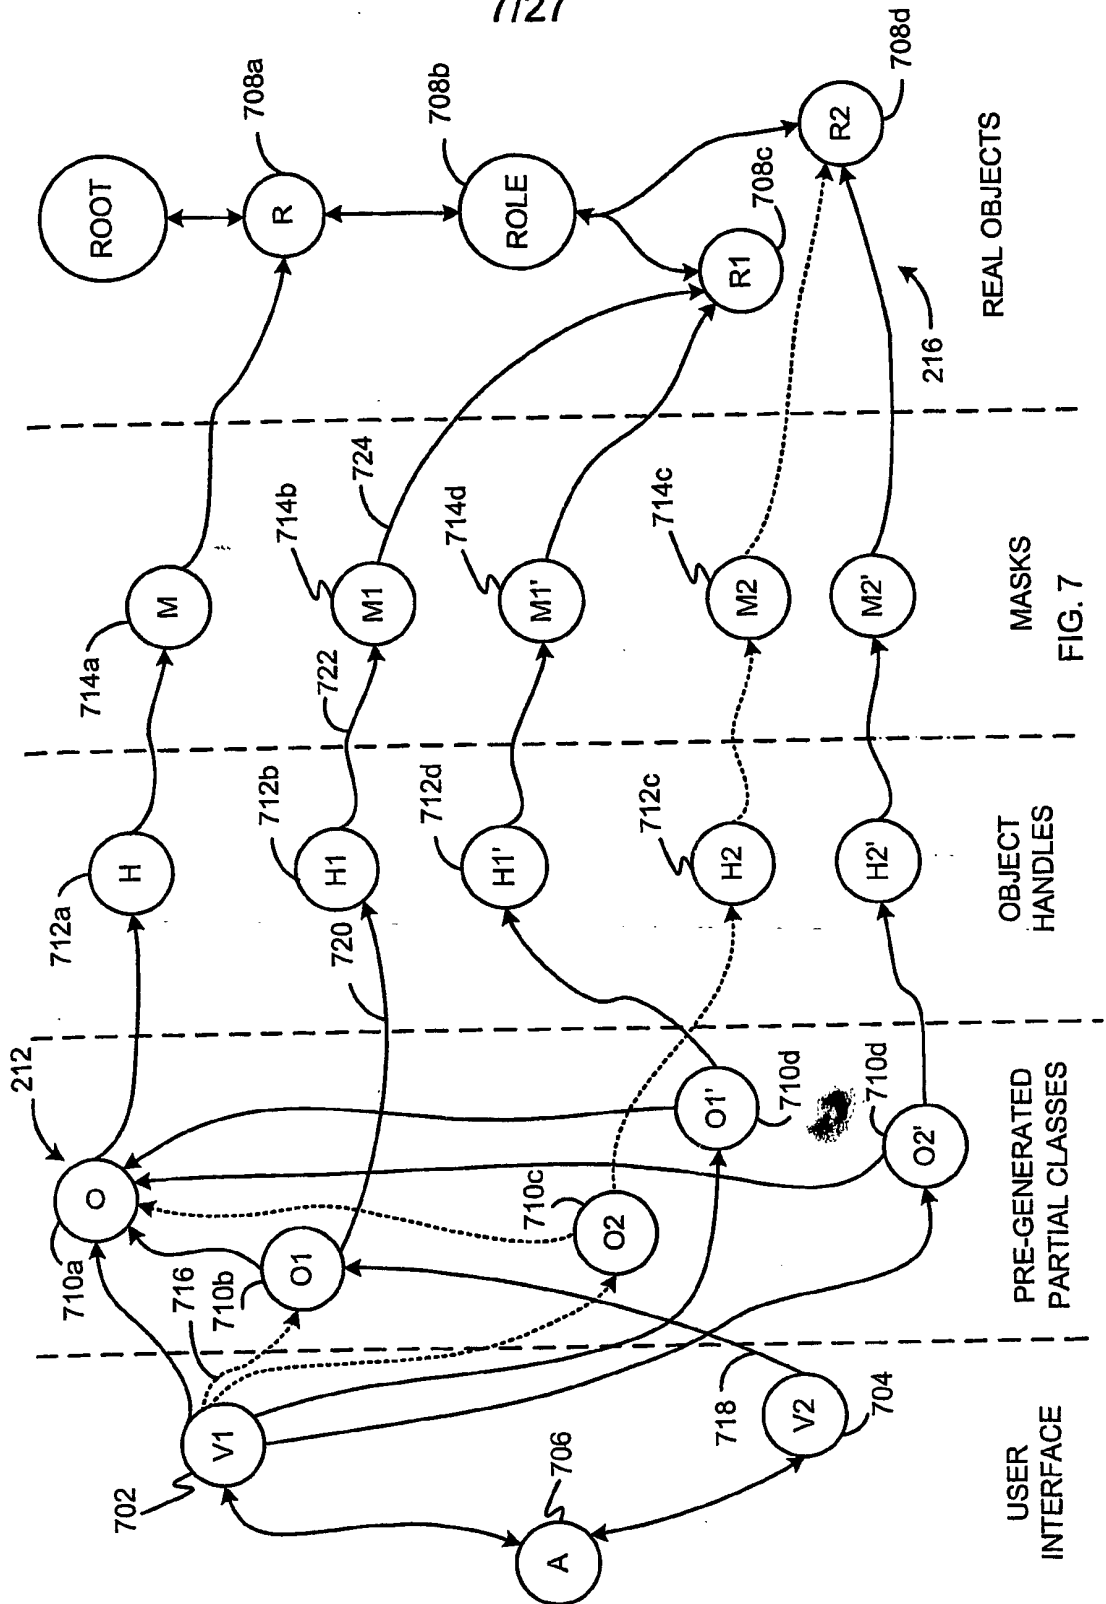 7/27
212
710a
O
712a
H
714a
M
ROOT
R
708a
702
V1
716
710b
O1
720
712b
H1
722
714b
M1
724
708b
ROLE
710c
O2
712d
H1'
714d
M1'
R1
708c
706
A
718
V2
704
O1'
710d
712c
H2
714c
M2
R2
708d
710d
O2'
H2'
M2'
216
USER
INTERFACE
PRE-GENERATED
PARTIAL CLASSES
OBJECT
HANDLES
MASKS
REAL OBJECTS
FIG. 7